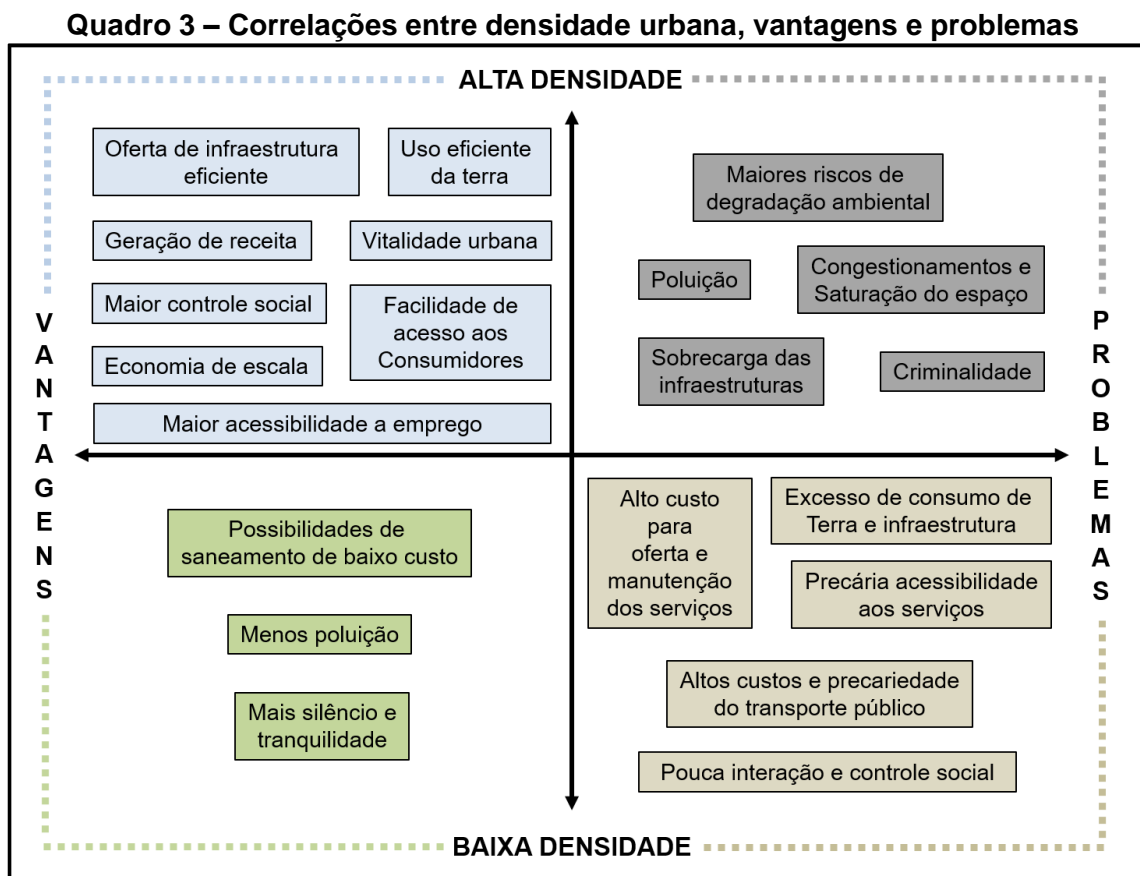 Quadro 3 – Correlações entre densidade urbana, vantagens e problemas
ALTA DENSIDADE
Oferta de infraestrutura
eficiente
Uso eficiente
da terra
Geração de receita
Vitalidade urbana
Maior controle social
Facilidade de
acesso aos
Consumidores
Economia de escala
Maior acessibilidade a emprego
Maiores riscos de
degradação ambiental
Poluição
Congestionamentos e
Saturação do espaço
Sobrecarga das
infraestruturas
Criminalidade
VANTAGENS
PROBLEMAS
Possibilidades de
saneamento de baixo custo
Menos poluição
Mais silêncio e
tranquilidade
Alto custo
para
oferta e
manutenção
dos serviços
Excesso de consumo de
Terra e infraestrutura
Precária acessibilidade
aos serviços
Altos custos e precariedade
do transporte público
Pouca interação e controle social
BAIXA DENSIDADE